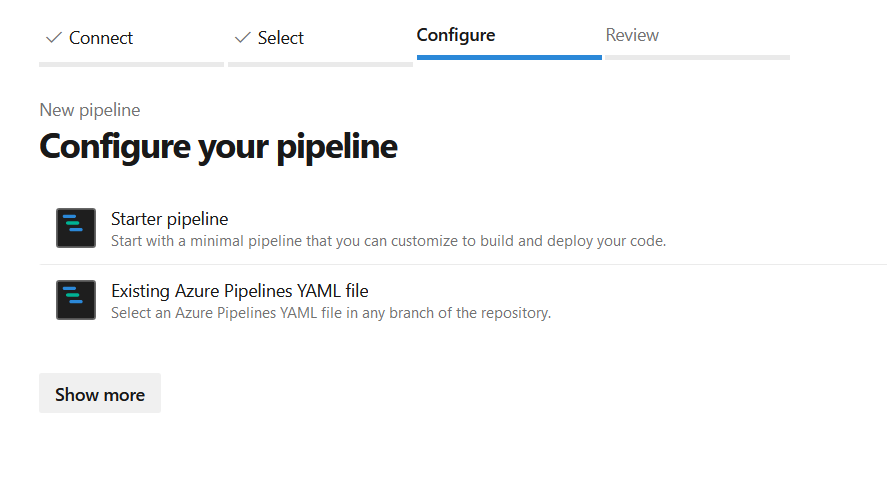 Connect
Select
Configure
Review
New pipeline
Configure your pipeline
Starter pipeline
Start with a minimal pipeline that you can customize to build and deploy your code.
Existing Azure Pipelines YAML file
Select an Azure Pipelines YAML file in any branch of the repository.
Show more